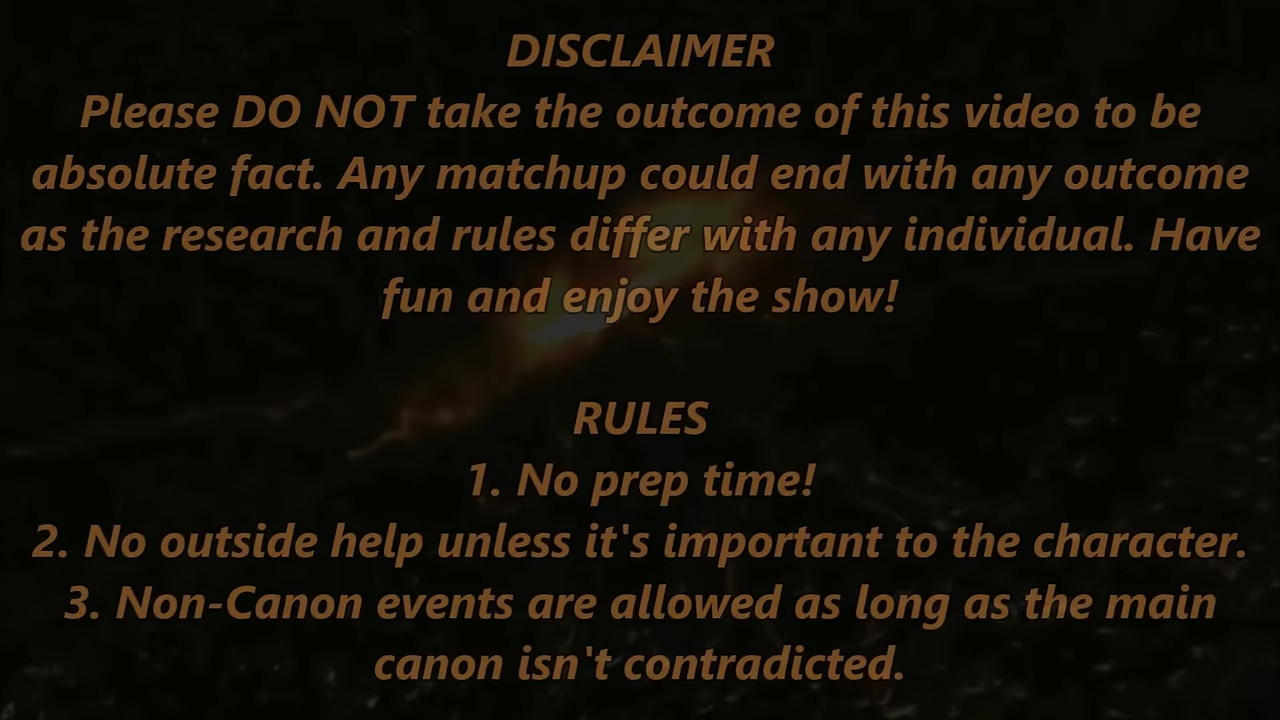 DISCLAIMER
Please DO NOT take the outcome of this video to be
absolute fact. Any matchup could end with any outcome
as the research and rules differ with any individual. Have
fun and enjoy the show!
RULES
1. No prep time!
2. No outside help unless it's important to the character.
3. Non-Canon events are allowed as long as the main
canon isn't contradicted.